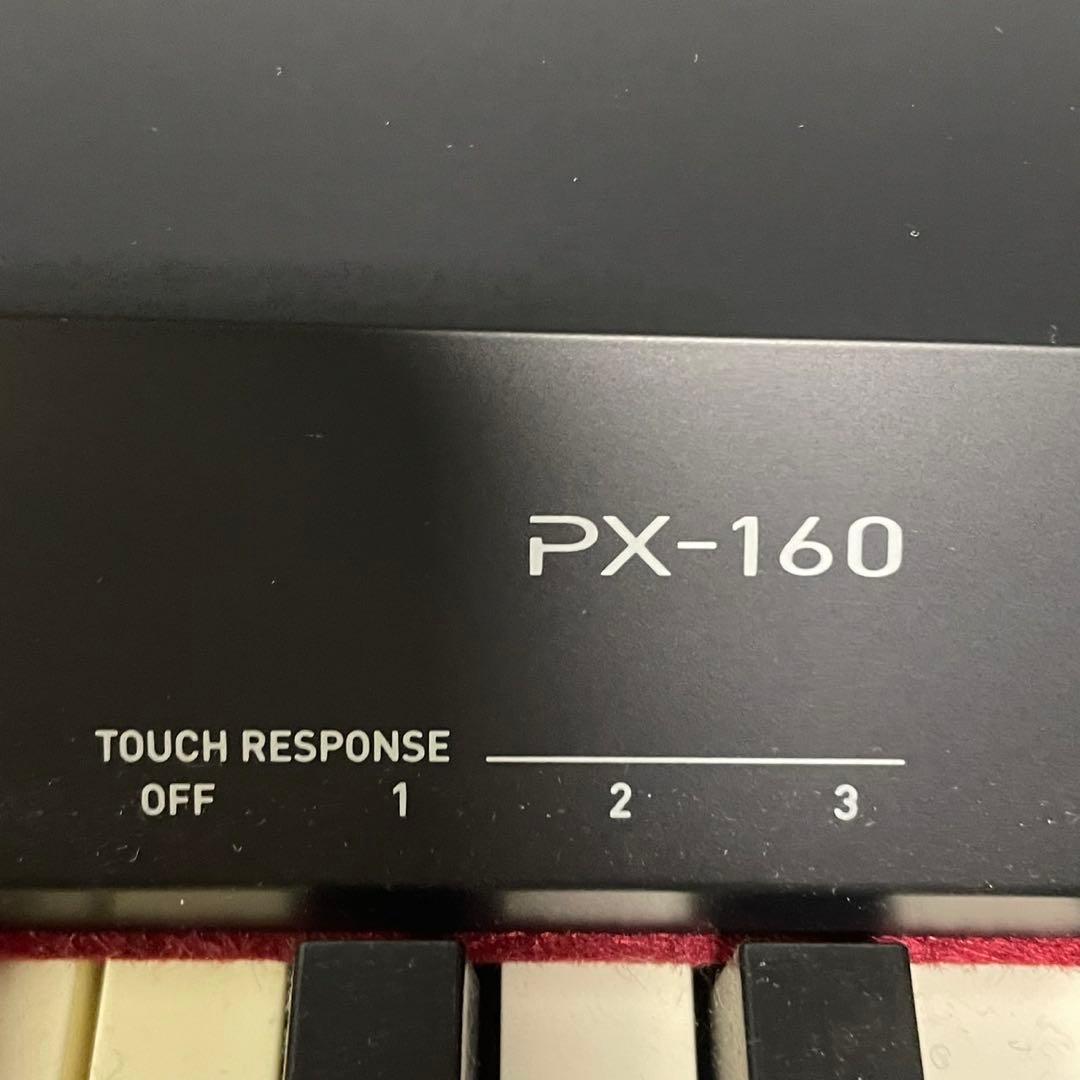 PX-160
TOUCH RESPONSE
OFF 1 2 3